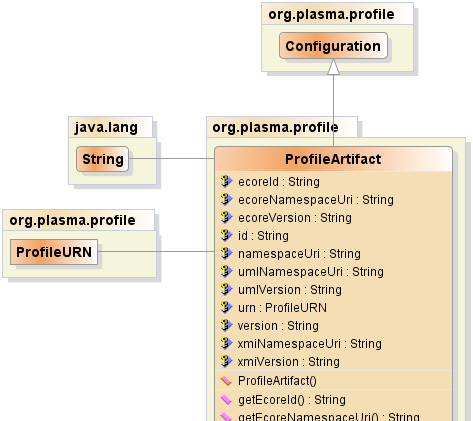 org.plasma.profile
Configuration
java.lang
String
org.plasma.profile
ProfileURN
org.plasma.profile
ProfileArtifact
ecoreId : String
ecoreNamespaceUri : String
ecoreVersion : String
id : String
namespaceUri : String
umlNamespaceUri : String
umlVersion : String
urn : ProfileURN
version : String
xmiNamespaceUri : String
xmiVersion : String
ProfileArtifact()
getEcoreId() : String
getEcoreNamespaceUri() : String